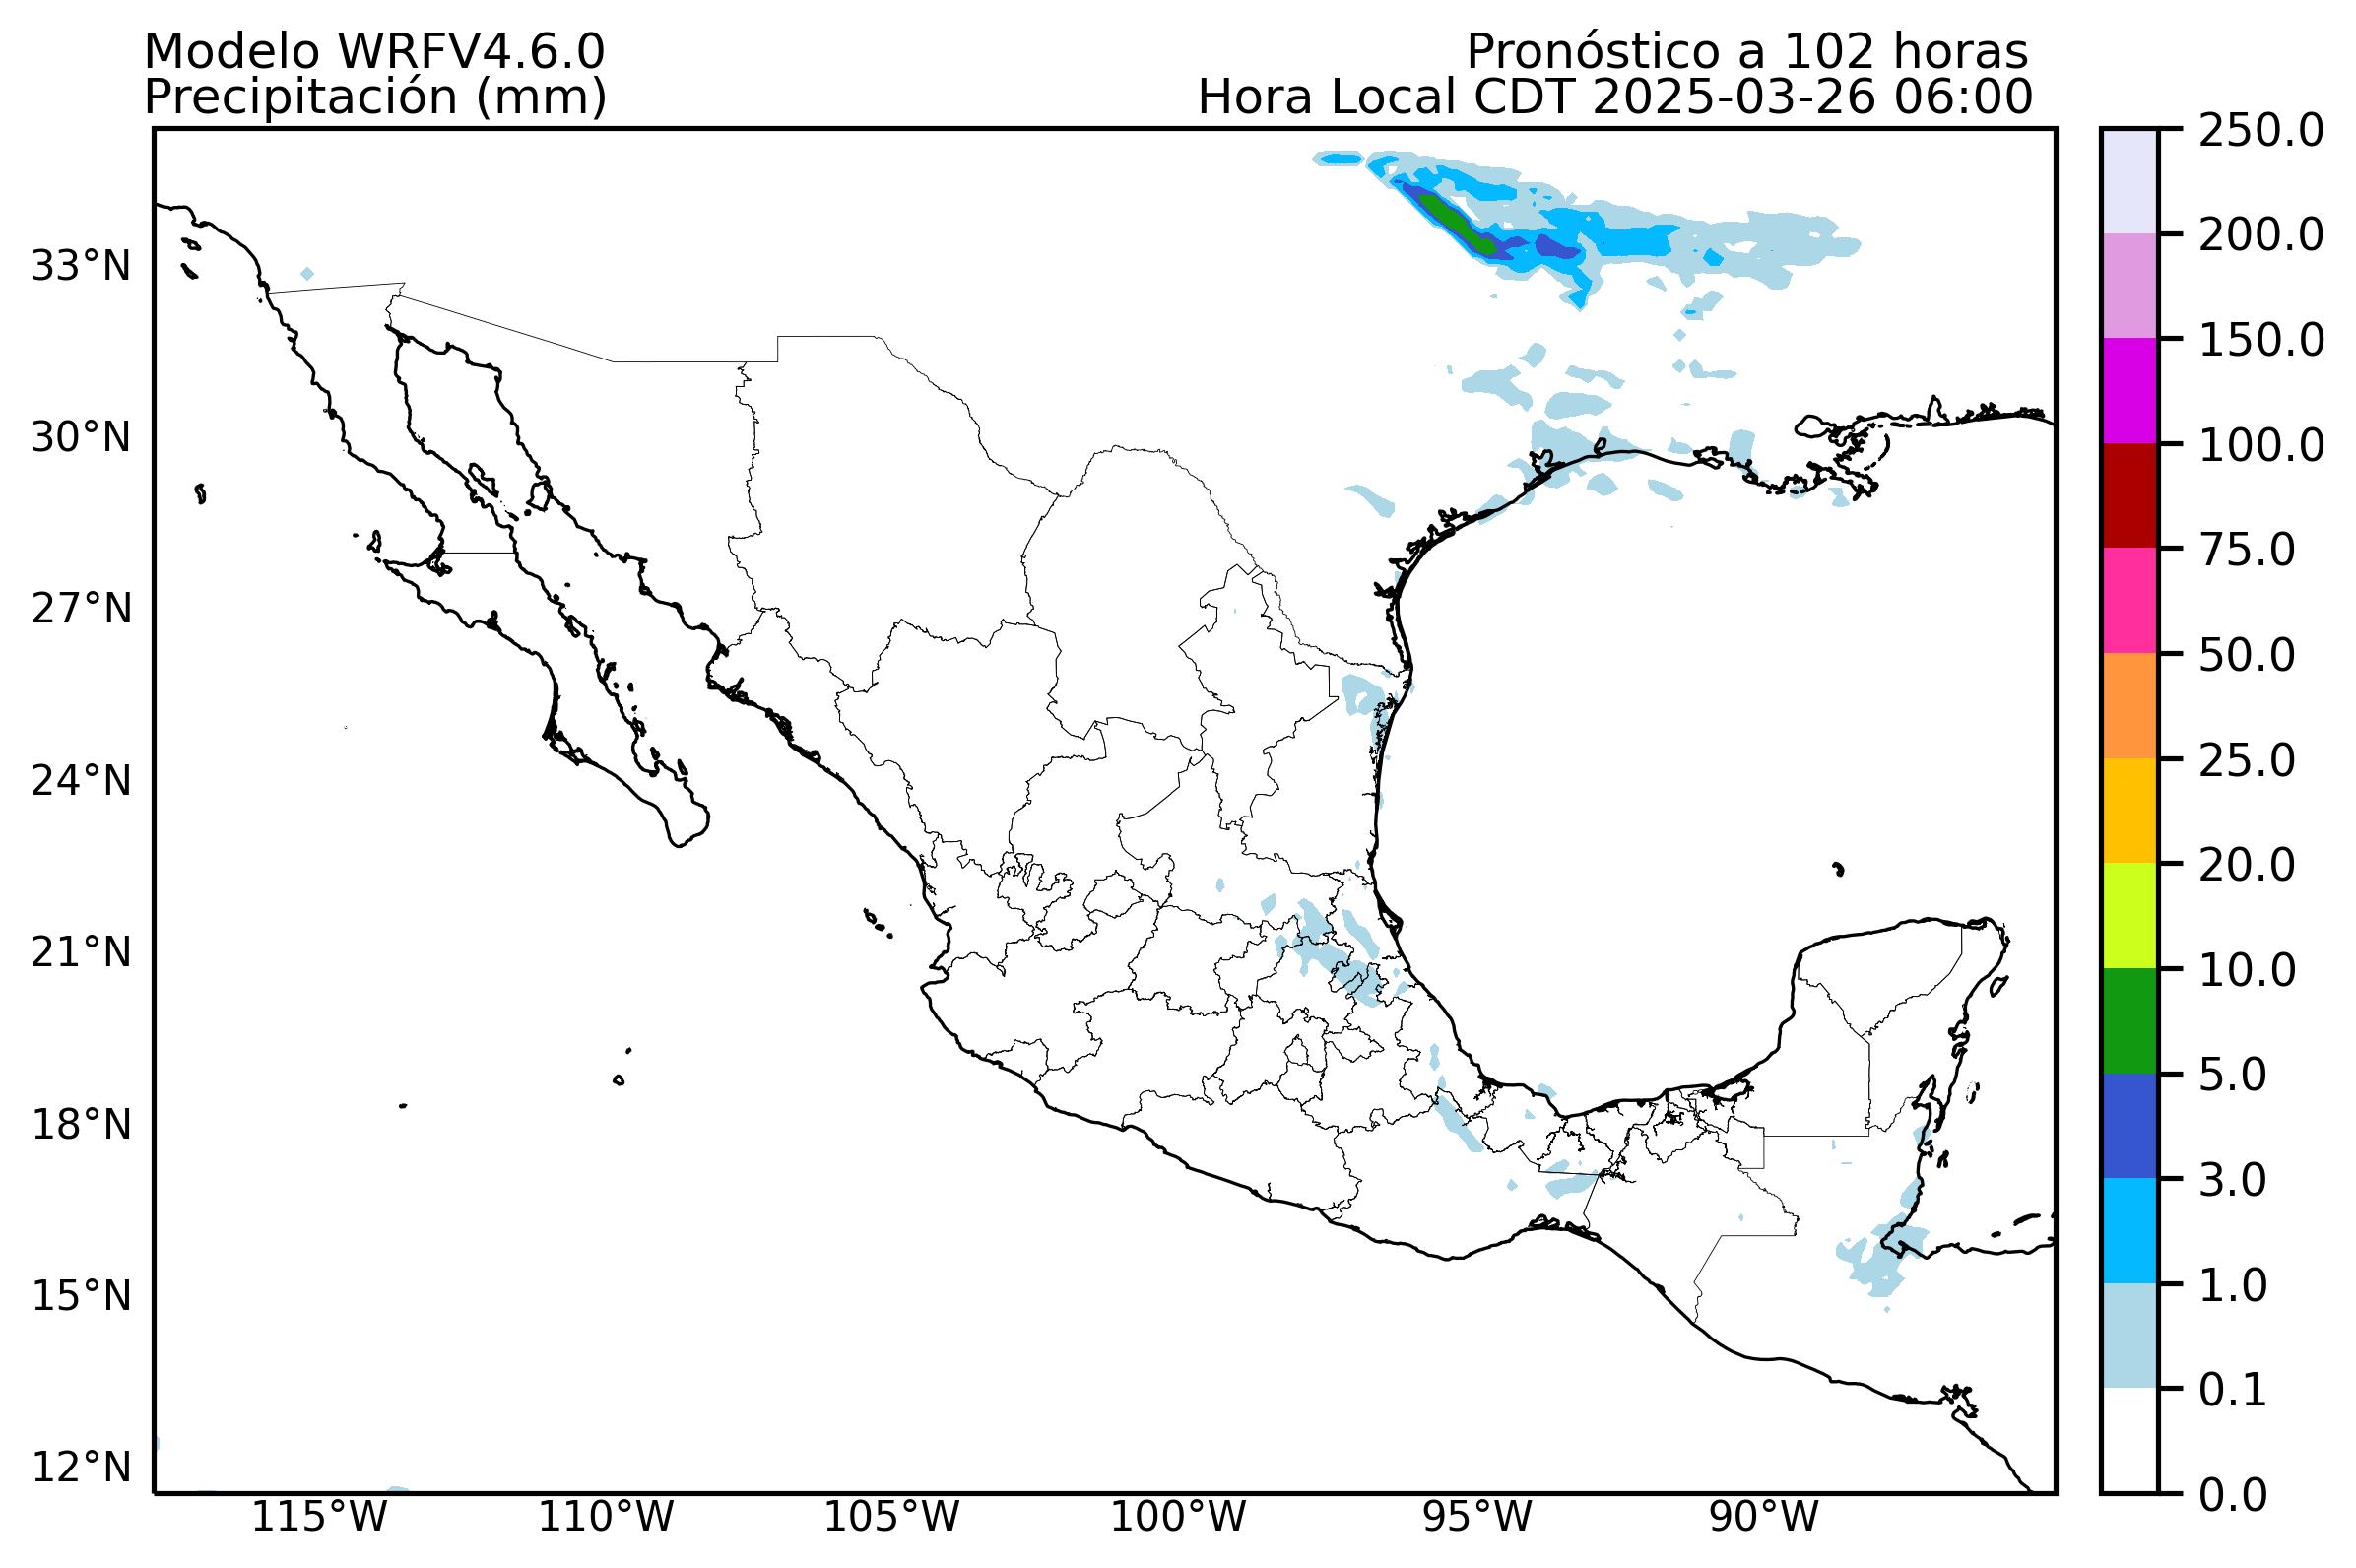 Modelo WRFV4.6.0
Precipitación (mm)
Pronóstico a 102 horas
Hora Local CDT 2025-03-26 06:00
33°N
30°N
27°N
24°N
21°N
18°N
15°N
12°N
115°W
110°W
105°W
100°W
95°W
90°W
250.0
200.0
150.0
100.0
75.0
50.0
25.0
20.0
10.0
5.0
3.0
1.0
0.1
0.0